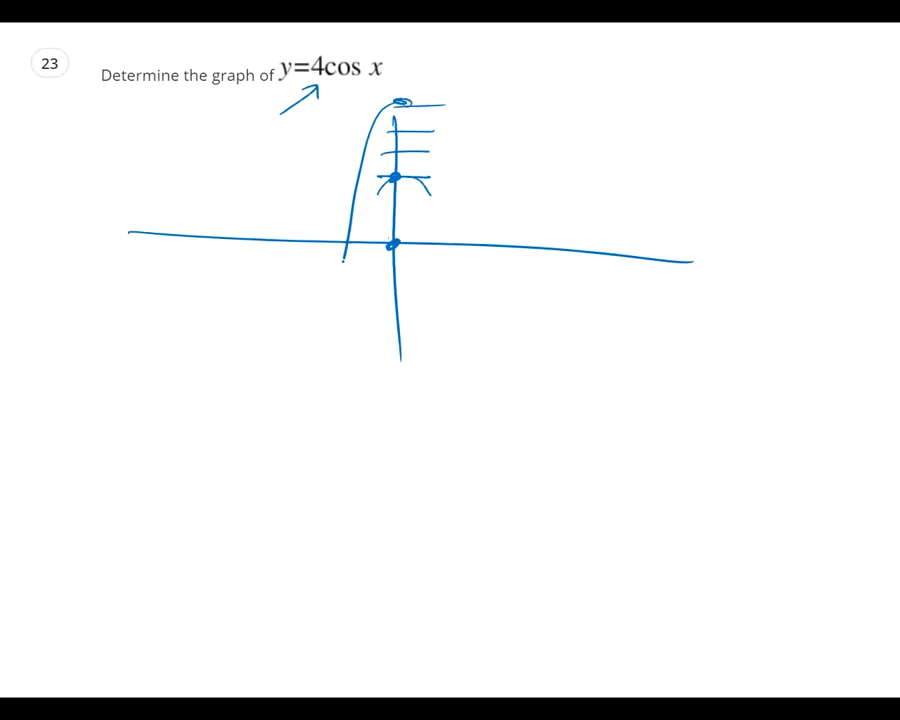 23
Determine the graph of y=4cos x